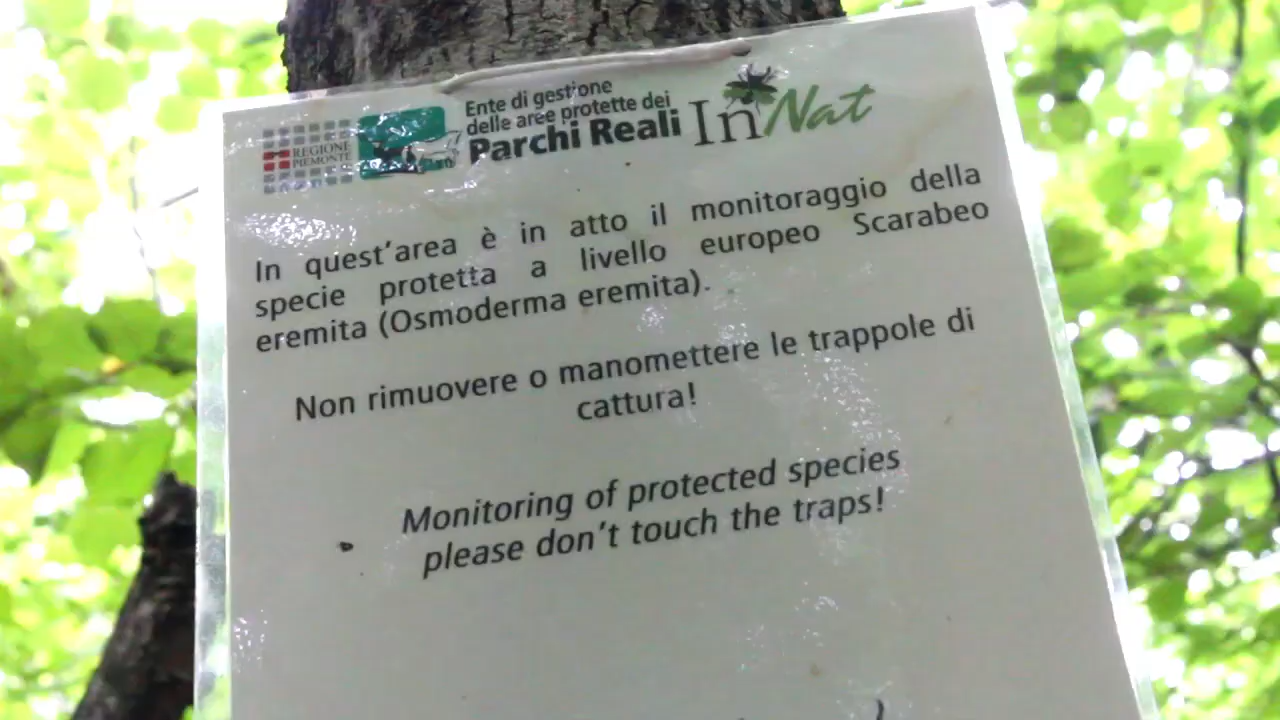 REGIONE
PIEMONTE
Ente di gestione
delle aree protette dei
Parchi Reali
InNat
In quest'area è in atto il monitoraggio della
specie protetta a livello europeo Scarabeo
eremita (Osmoderma eremita).
Non rimuovere o manomettere le trappole di
cattura!
Monitoring of protected species
please don't touch the traps!